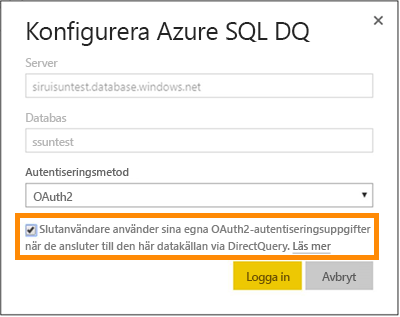 Konfigurera Azure SQL DQ
Server
siruisuntest.database.windows.net
Databas
ssuntest
Autentiseringsmetod
OAuth2
Slutanvändare använder sina egna OAuth2-autentiseringsuppgifter
när de ansluter till den här datakällan via DirectQuery. Läs mer
Logga in
Avbryt